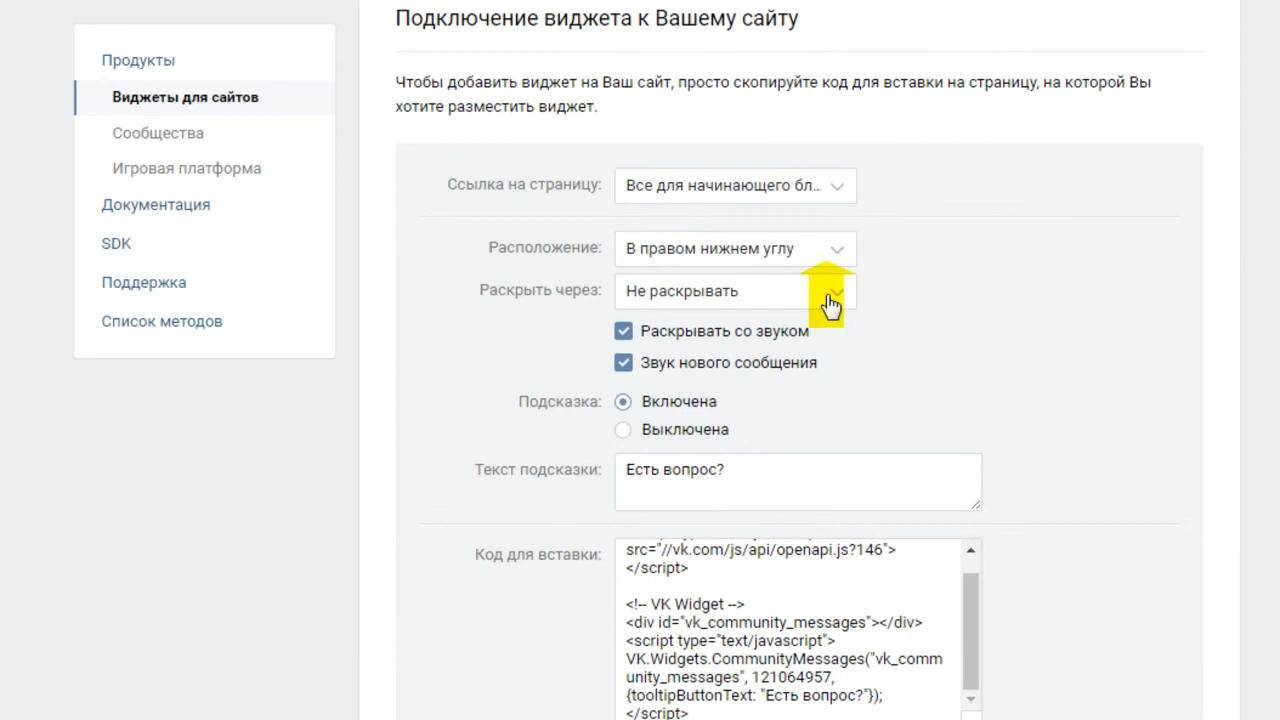 Подключение виджета к Вашему сайту
Продукты
Виджеты для сайтов
Сообщества
Игровая платформа
Документация
SDK
Поддержка
Список методов
Чтобы добавить виджет на Ваш сайт, просто скопируйте код для вставки на страницу, на которой Вы
хотите разместить виджет.
Ссылка на страницу: Все для начинающего бл...
Расположение: В правом нижнем углу
Раскрыть через: Не раскрывать
Раскрывать со звуком
Звук нового сообщения
Подсказка: Включена
Выключена
Текст подсказки: Есть вопрос?
Код для вставки:
src="//vk.com/js/api/openapi.js?146">
</script>
<!-- VK Widget -->
<div id="vk_community_messages"></div>
<script type="text/javascript">
VK.Widgets.CommunityMessages("vk_comm
unity_messages", 121064957,
{tooltipButtonText: "Есть вопрос?"});
</script>